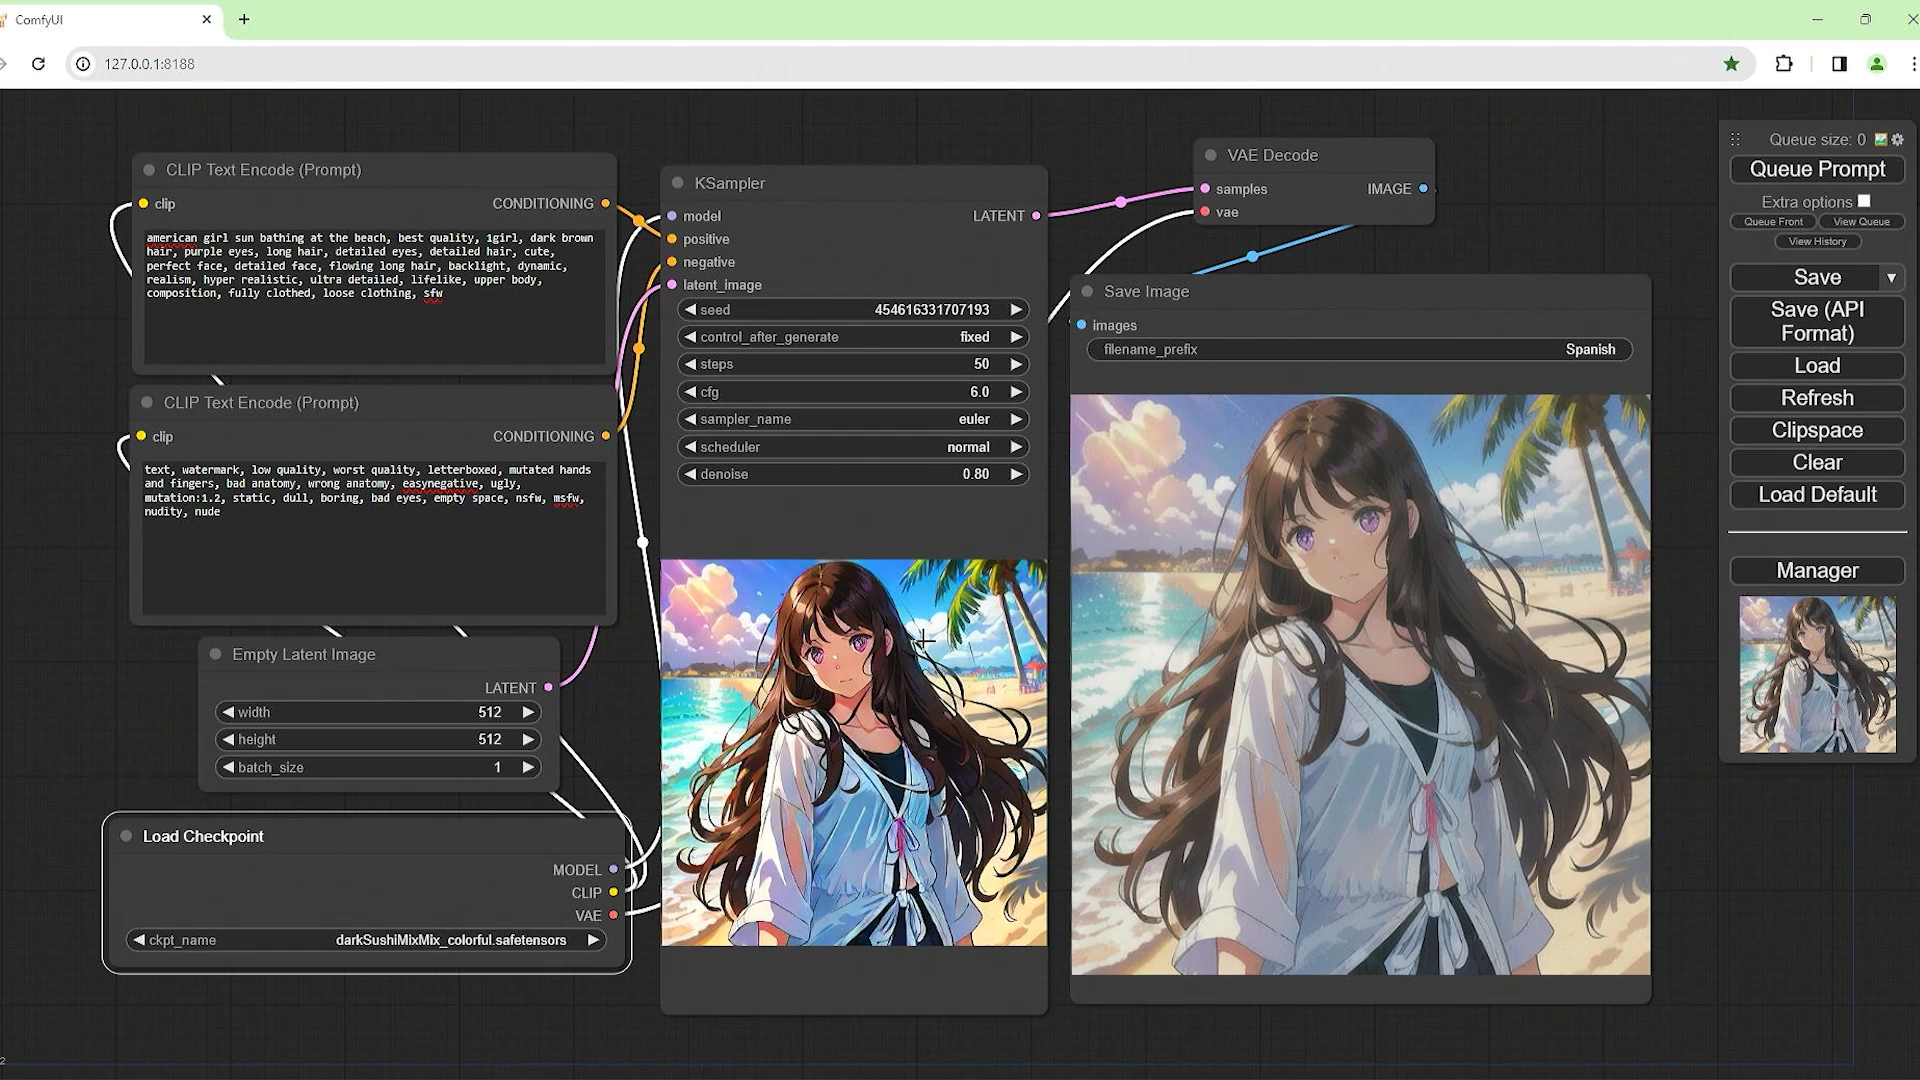 ComfyUI
127.0.0.1:8188
CLIP Text Encode (Prompt)
clip
CONDITIONING
american girl sun bathing at the beach, best quality, 1girl, dark brown
hair, purple eyes, long hair, detailed eyes, detailed hair, cute,
perfect face, detailed face, flowing long hair, backlight, dynamic,
realism, hyper realistic, ultra detailed, lifelike, upper body,
composition, fully clothed, loose clothing, sfw
CLIP Text Encode (Prompt)
clip
CONDITIONING
text, watermark, low quality, worst quality, letterboxed, mutated hands
and fingers, bad anatomy, wrong anatomy, easynegative, ugly,
mutation:1.2, static, dull, boring, bad eyes, empty space, nsfw, msfw,
nudity, nude
Empty Latent Image
LATENT
width 512
height 512
batch_size 1
Load Checkpoint
MODEL
CLIP
VAE
ckpt_name darkSushiMixMix_colorful.safetensors
KSampler
model LATENT
positive
negative
latent_image
seed 454616331707193
control_after_generate fixed
steps 50
cfg 6.0
sampler_name euler
scheduler normal
denoise 0.80
VAE Decode
samples IMAGE
vae
Save Image
images
filename_prefix Spanish
Queue size: 0
Queue Prompt
Extra options
Queue Front View Queue
View History
Save
Save (API
Format)
Load
Refresh
Clipspace
Clear
Load Default
Manager
2